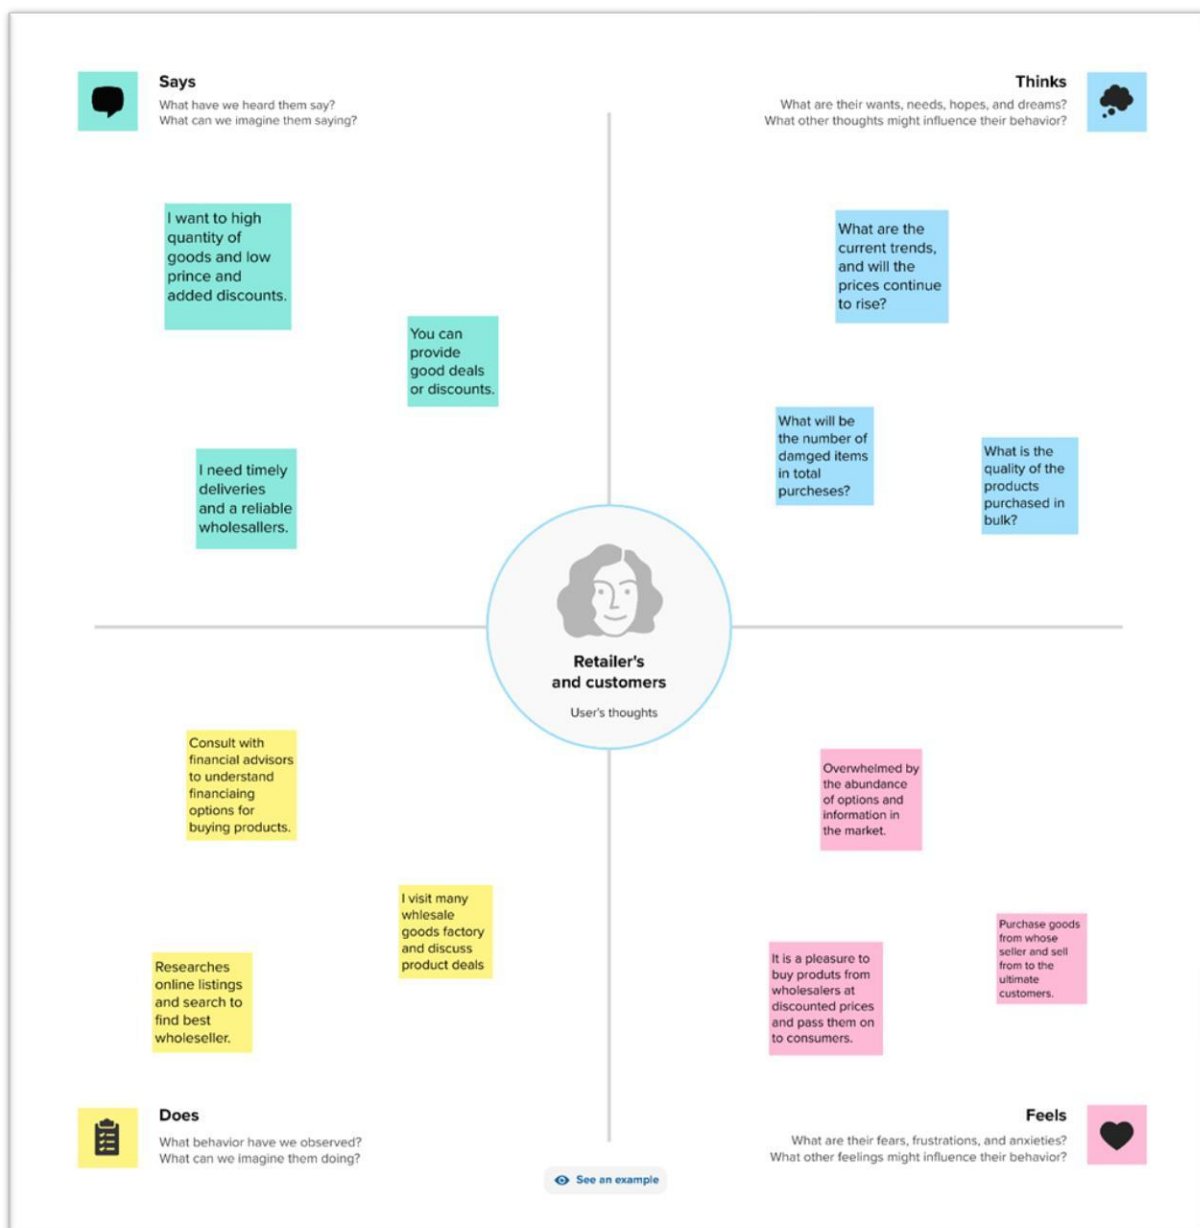 Says
What have we heard them say?
What can we imagine them saying?
Thinks
What are their wants, needs, hopes, and dreams?
What other thoughts might influence their behavior?
I want to high
quantity of
goods and low
prince and
added discounts.
You can
provide
good deals
or discounts.
I need timely
deliveries
and a reliable
wholesallers.
What are the
current trends,
and will the
prices continue
to rise?
What will be
the number of
damged items
in total
purcheses?
What is the
quality of the
products
purchased in
bulk?
Retailer's
and customers
User's thoughts
Consult with
financial advisors
to understand
financiaing
options for
buying products.
I visit many
whlesale
goods factory
and discuss
product deals
Researches
online listings
and search to
find best
wholeseller.
Overwhelmed by
the abundance
of options and
information in
the market.
It is a pleasure to
buy produts from
wholesalers at
discounted prices
and pass them on
to consumers.
Purchase goods
from whose
seller and sell
from to the
ultimate
customers.
Does
What behavior have we observed?
What can we imagine them doing?
Feels
What are their fears, frustrations, and anxieties?
What other feelings might influence their behavior?
See an example